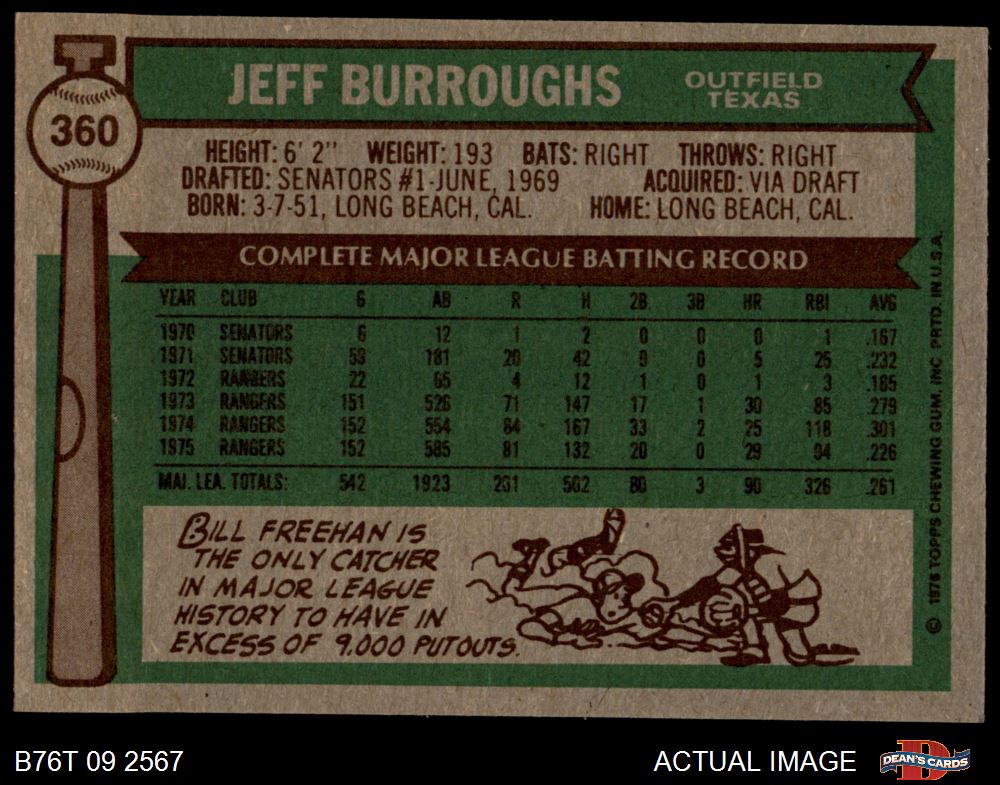 360
JEFF BURROUGHS
OUTFIELD
TEXAS
HEIGHT: 6' 2" WEIGHT: 193 BATS: RIGHT THROWS: RIGHT
DRAFTED: SENATORS #1-JUNE, 1969 ACQUIRED: VIA DRAFT
BORN: 3-7-51, LONG BEACH, CAL. HOME: LONG BEACH, CAL.
COMPLETE MAJOR LEAGUE BATTING RECORD
YEAR CLUB G AB R H 2B 3B HR RBI AVG
1970 SENATORS 6 12 1 2 0 0 0 1 .167
1971 SENATORS 59 181 20 42 9 0 5 25 .232
1972 RANGERS 22 65 4 12 1 0 1 3 .185
1973 RANGERS 151 526 71 147 17 1 30 85 .279
1974 RANGERS 152 554 84 167 33 2 25 118 .301
1975 RANGERS 152 585 81 132 20 0 29 94 .226
MAJ. LEA. TOTALS: 542 1923 261 502 80 3 90 326 .261
BILL FREEHAN IS
THE ONLY CATCHER
IN MAJOR LEAGUE
HISTORY TO HAVE IN
EXCESS OF 9,000 PUTOUTS.
© 1976 TOPPS CHEWING GUM, INC. PRTD. IN U.S.A.
B76T 09 2567
ACTUAL IMAGE
D
DEAN'S CARDS